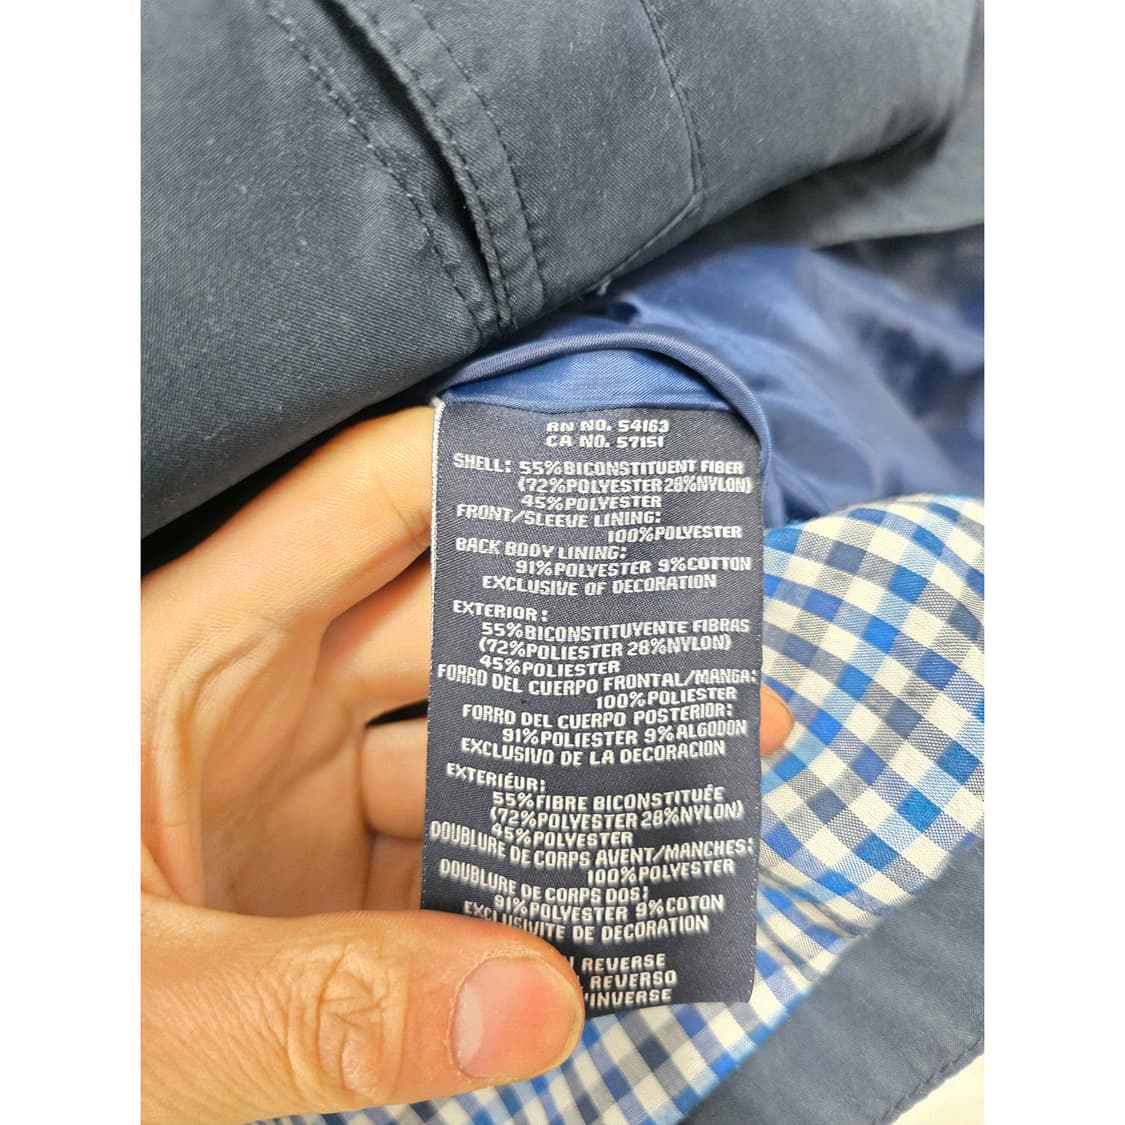 RN NO. 54163
CA NO. 57151
SHELL: 55%BICONSTITUENT FIBER
(72%POLYESTER 28%NYLON)
45%POLYESTER
FRONT/SLEEVE LINING:
100%POLYESTER
BACK BODY LINING:
91%POLYESTER 9%COTTON
EXCLUSIVE OF DECORATION
EXTERIOR:
55%BICONSTITUYENTE FIBRAS
(72%POLIESTER 28%NYLON)
45%POLIESTER
FORRO DEL CUERPO FRONTAL/MANGA:
100%POLIESTER
FORRO DEL CUERPO POSTERIOR:
91%POLIESTER 9%ALGODON
EXCLUSIVO DE LA DECORACION
EXTERIÉUR:
55%FIBRE BICONSTITUÉE
(72%POLYESTER 28%NYLON)
45%POLYESTER
DOUBLURE DE CORPS AVENT/MANCHES:
100%POLYESTER
DOUBLURE DE CORPS DOS:
91%POLYESTER 9%COTON
EXCLUSIVITE DE DECORATION
REVERSE
REVERSO
'INVERSE